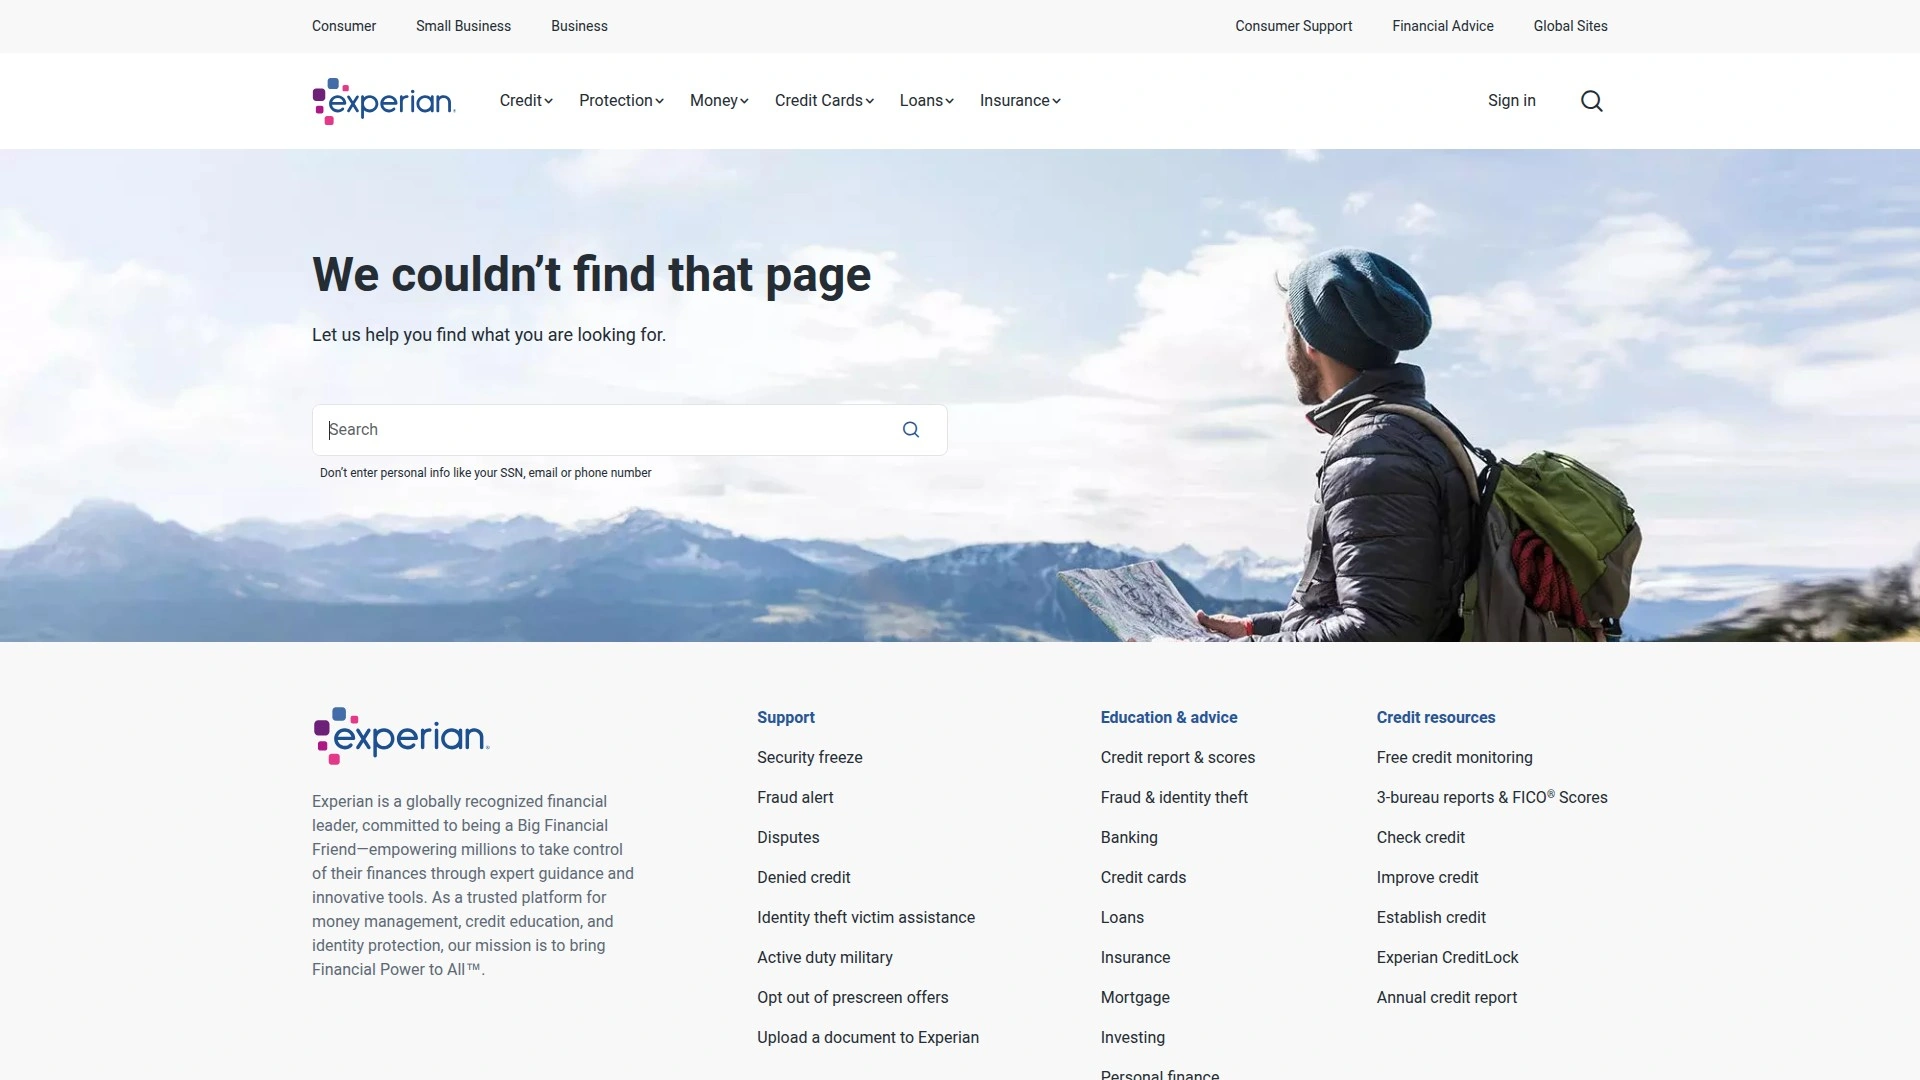 Consumer Small Business Business Consumer Support Financial Advice Global Sites
experian. Credit Protection Money Credit Cards Loans Insurance Sign in
We couldn’t find that page
Let us help you find what you are looking for.
Search
Don’t enter personal info like your SSN, email or phone number
experian.
Experian is a globally recognized financial
leader, committed to being a Big Financial
Friend—empowering millions to take control
of their finances through expert guidance and
innovative tools. As a trusted platform for
money management, credit education, and
identity protection, our mission is to bring
Financial Power to All™.
Support
Security freeze
Fraud alert
Disputes
Denied credit
Identity theft victim assistance
Active duty military
Opt out of prescreen offers
Upload a document to Experian
Education & advice
Credit report & scores
Fraud & identity theft
Banking
Credit cards
Loans
Insurance
Mortgage
Investing
Personal finance
Credit resources
Free credit monitoring
3-bureau reports & FICO® Scores
Check credit
Improve credit
Establish credit
Experian CreditLock
Annual credit report